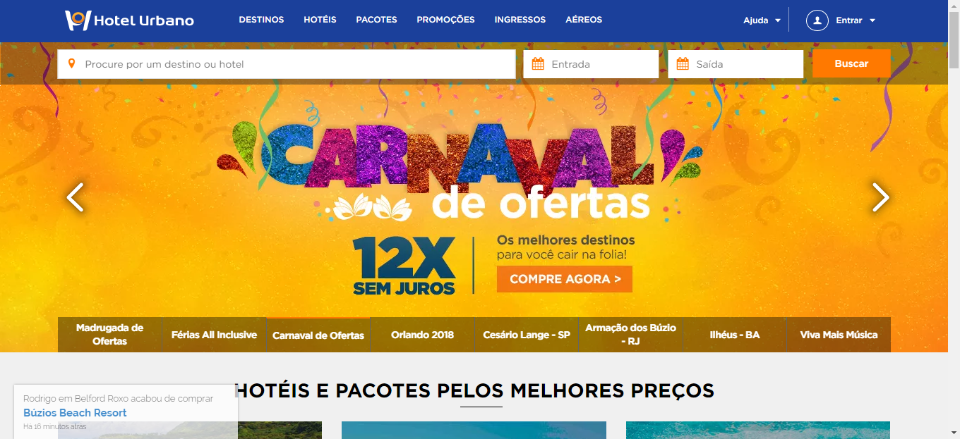 Hotel Urbano
DESTINOS HOTÉIS PACOTES PROMOÇÕES INGRESSOS AÉREOS
Ajuda Entrar
Procure por um destino ou hotel
Entrada
Saída
Buscar
CARNAVAL
de ofertas
12X
SEM JUROS
Os melhores destinos
para você cair na folia!
COMPRE AGORA >
Madrugada de
Ofertas
Férias All Inclusive
Carnaval de Ofertas
Orlando 2018
Cesário Lange - SP
Armação dos Búzio
- RJ
Ilhéus - BA
Viva Mais Música
HOTÉIS E PACOTES PELOS MELHORES PREÇOS
Rodrigo em Belford Roxo acabou de comprar
Búzios Beach Resort
Há 16 minutos atras